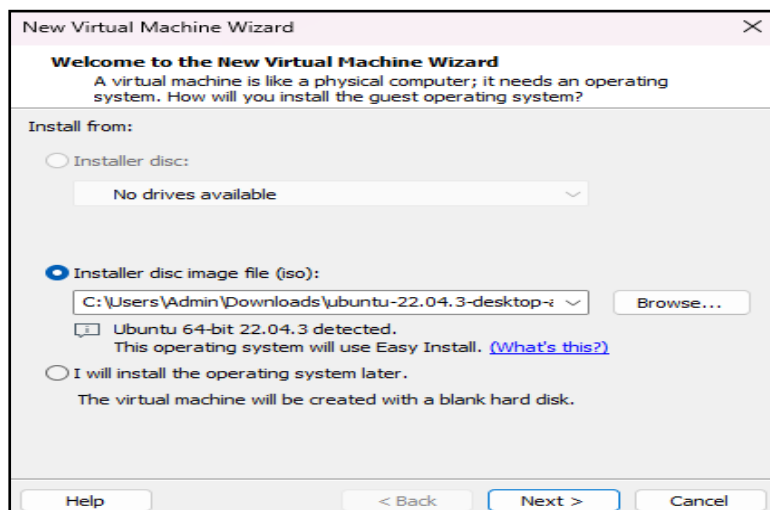 New Virtual Machine Wizard
Welcome to the New Virtual Machine Wizard
A virtual machine is like a physical computer; it needs an operating
system. How will you install the guest operating system?
Install from:
Installer disc:
No drives available
Installer disc image file (iso):
C:\Users\Admin\Downloads\ubuntu-22.04.3-desktop-a Browse...
Ubuntu 64-bit 22.04.3 detected.
This operating system will use Easy Install. (What's this?)
I will install the operating system later.
The virtual machine will be created with a blank hard disk.
Help < Back Next > Cancel